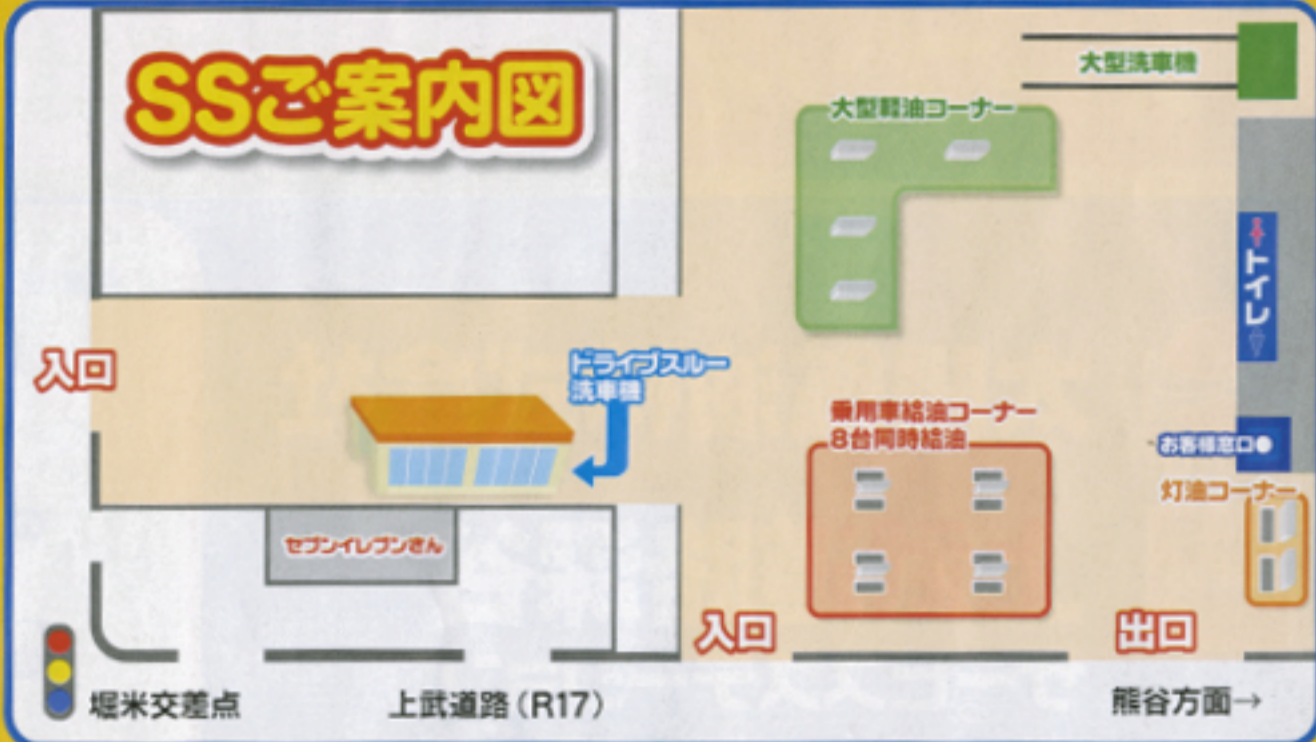 SSご案内図
大型洗車機
大型軽油コーナー
トイレ
入口
ドライブスルー
洗車機
乗用車給油コーナー
8台同時給油
お客様窓口●
灯油コーナー
セブンイレブンさん
入口
出口
堀米交差点
上武道路(R17)
熊谷方面→